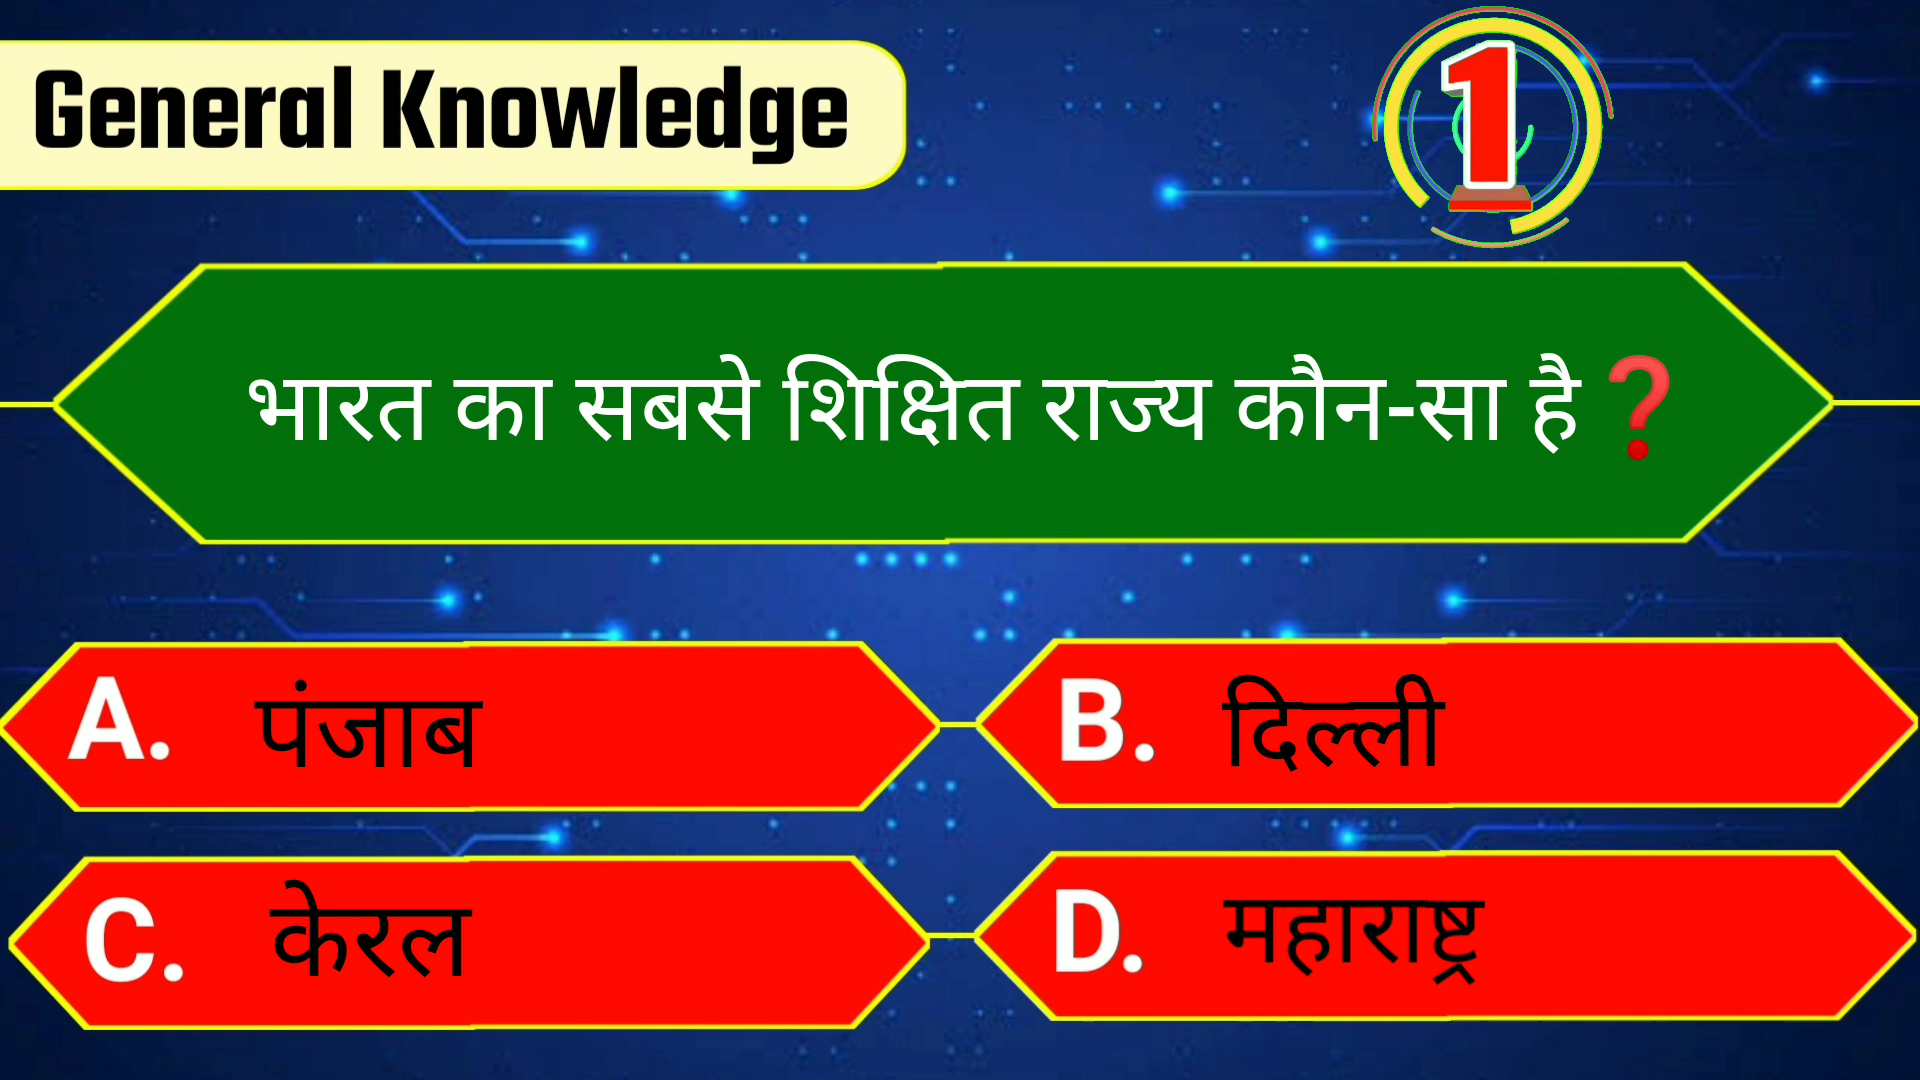 General Knowledge
1
भारत का सबसे शिक्षित राज्य कौन-सा है❓
A. पंजाब
B. दिल्ली
C. केरल
D. महाराष्ट्र